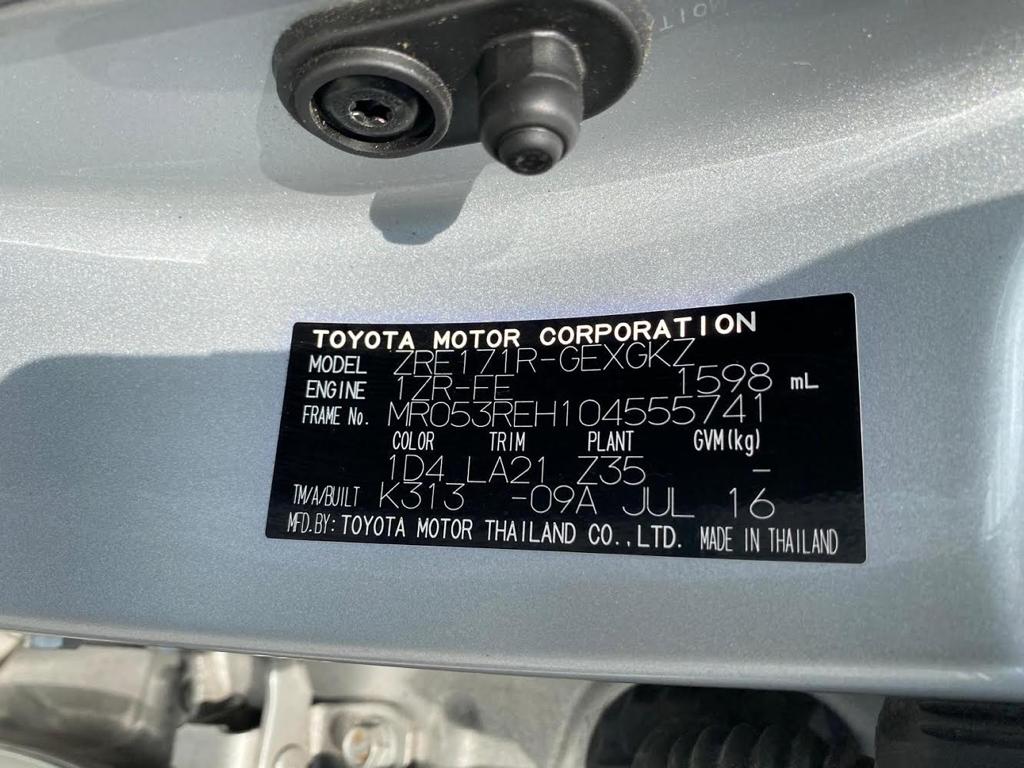 TION
TOYOTA MOTOR CORPORATION
MODEL ZRE171R-GEXGKZ
ENGINE 1ZR-FE 1598 mL
FRAME No. MR053REH104555741
COLOR TRIM PLANT GVM(kg)
1D4 LA21 Z35 -
TM/A/BUILT K313 -09A JUL 16
MFD.BY: TOYOTA MOTOR THAILAND CO.,LTD. MADE IN THAILAND